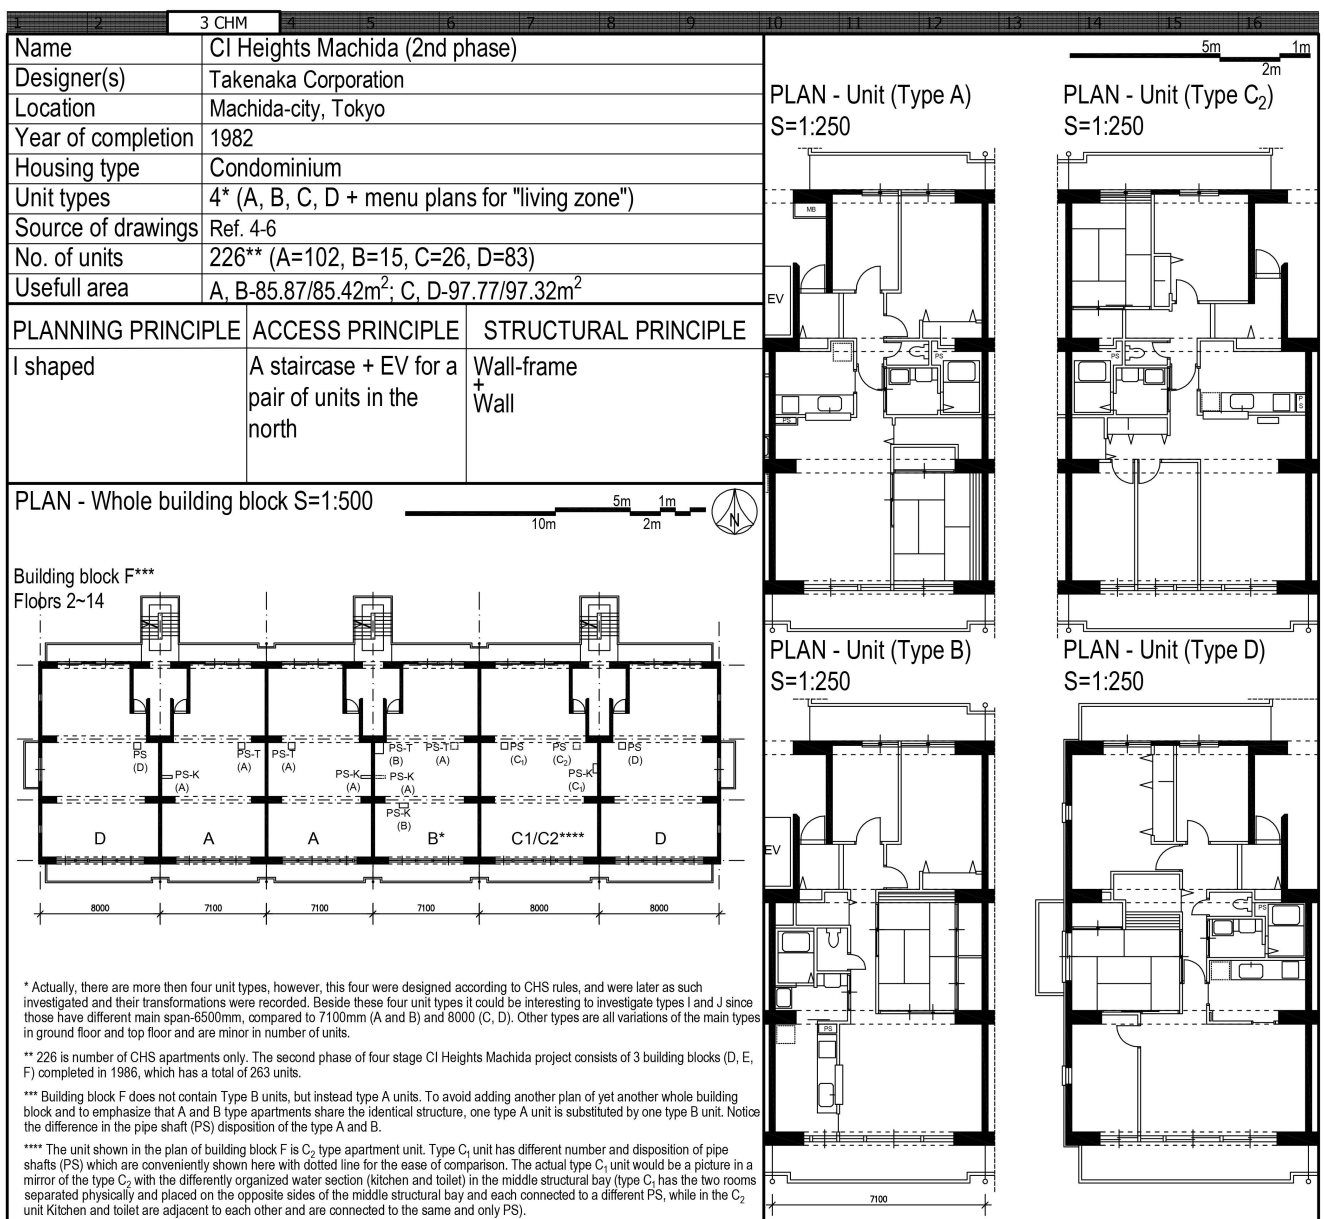 1 2 3 CHM 4 5 6 7 8 9 10 11 12 13 14 15 16
Name CI Heights Machida (2nd phase)
Designer(s) Takenaka Corporation
Location Machida-city, Tokyo
Year of completion 1982
Housing type Condominium
Unit types 4* (A, B, C, D + menu plans for "living zone")
Source of drawings Ref. 4-6
No. of units 226** (A=102, B=15, C=26, D=83)
Usefull area A, B-85.87/85.42m²; C, D-97.77/97.32m²
PLANNING PRINCIPLE ACCESS PRINCIPLE STRUCTURAL PRINCIPLE
I shaped
A staircase + EV for a
pair of units in the
north
Wall-frame
+
Wall
PLAN - Whole building block S=1:500
5m 1m
10m 2m
N
Building block F***
Floors 2~14
PS
(D)
PS-K
(A)
PS-T
(A)
PS-T
(A)
PS-K
(A)
PS-T
(B)
PS-K
(A)
PS-T
(A)
PS-K
(B)
PS
(C₁)
PS
(C₂)
PS-K
(C₁)
PS
(D)
D A A B* C1/C2**** D
8000 7100 7100 7100 8000 8000
* Actually, there are more then four unit types, however, this four were designed according to CHS rules, and were later as such
investigated and their transformations were recorded. Beside these four unit types it could be interesting to investigate types I and J since
those have different main span-6500mm, compared to 7100mm (A and B) and 8000 (C, D). Other types are all variations of the main types
in ground floor and top floor and are minor in number of units.
** 226 is number of CHS apartments only. The second phase of four stage CI Heights Machida project consists of 3 building blocks (D, E,
F) completed in 1986, which has a total of 263 units.
*** Building block F does not contain Type B units, but instead type A units. To avoid adding another plan of yet another whole building
block and to emphasize that A and B type apartments share the identical structure, one type A unit is substituted by one type B unit. Notice
the difference in the pipe shaft (PS) disposition of the type A and B.
**** The unit shown in the plan of building block F is C₂ type apartment unit. Type C₁ unit has different number and disposition of pipe
shafts (PS) which are conveniently shown here with dotted line for the ease of comparison. The actual type C₁ unit would be a picture in a
mirror of the type C₂ with the differently organized water section (kitchen and toilet) in the middle structural bay (type C₁ has the two rooms
separated physically and placed on the opposite sides of the middle structural bay and each connected to a different PS, while in the C₂
unit Kitchen and toilet are adjacent to each other and are connected to the same and only PS).
5m 1m
2m
PLAN - Unit (Type A)
S=1:250
MB
EV
PS
PS
PLAN - Unit (Type C₂)
S=1:250
PS
P
S
PLAN - Unit (Type B)
S=1:250
EV
PS
7100
PLAN - Unit (Type D)
S=1:250
PS